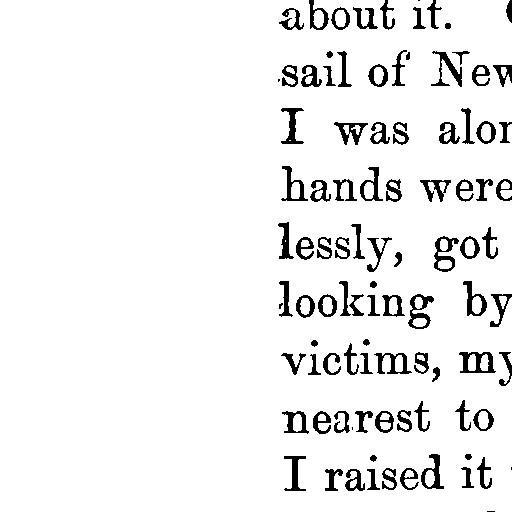 about it.
sail of New
I was alon
hands were
lessly, got
looking by
victims, my
nearest to
I raised it